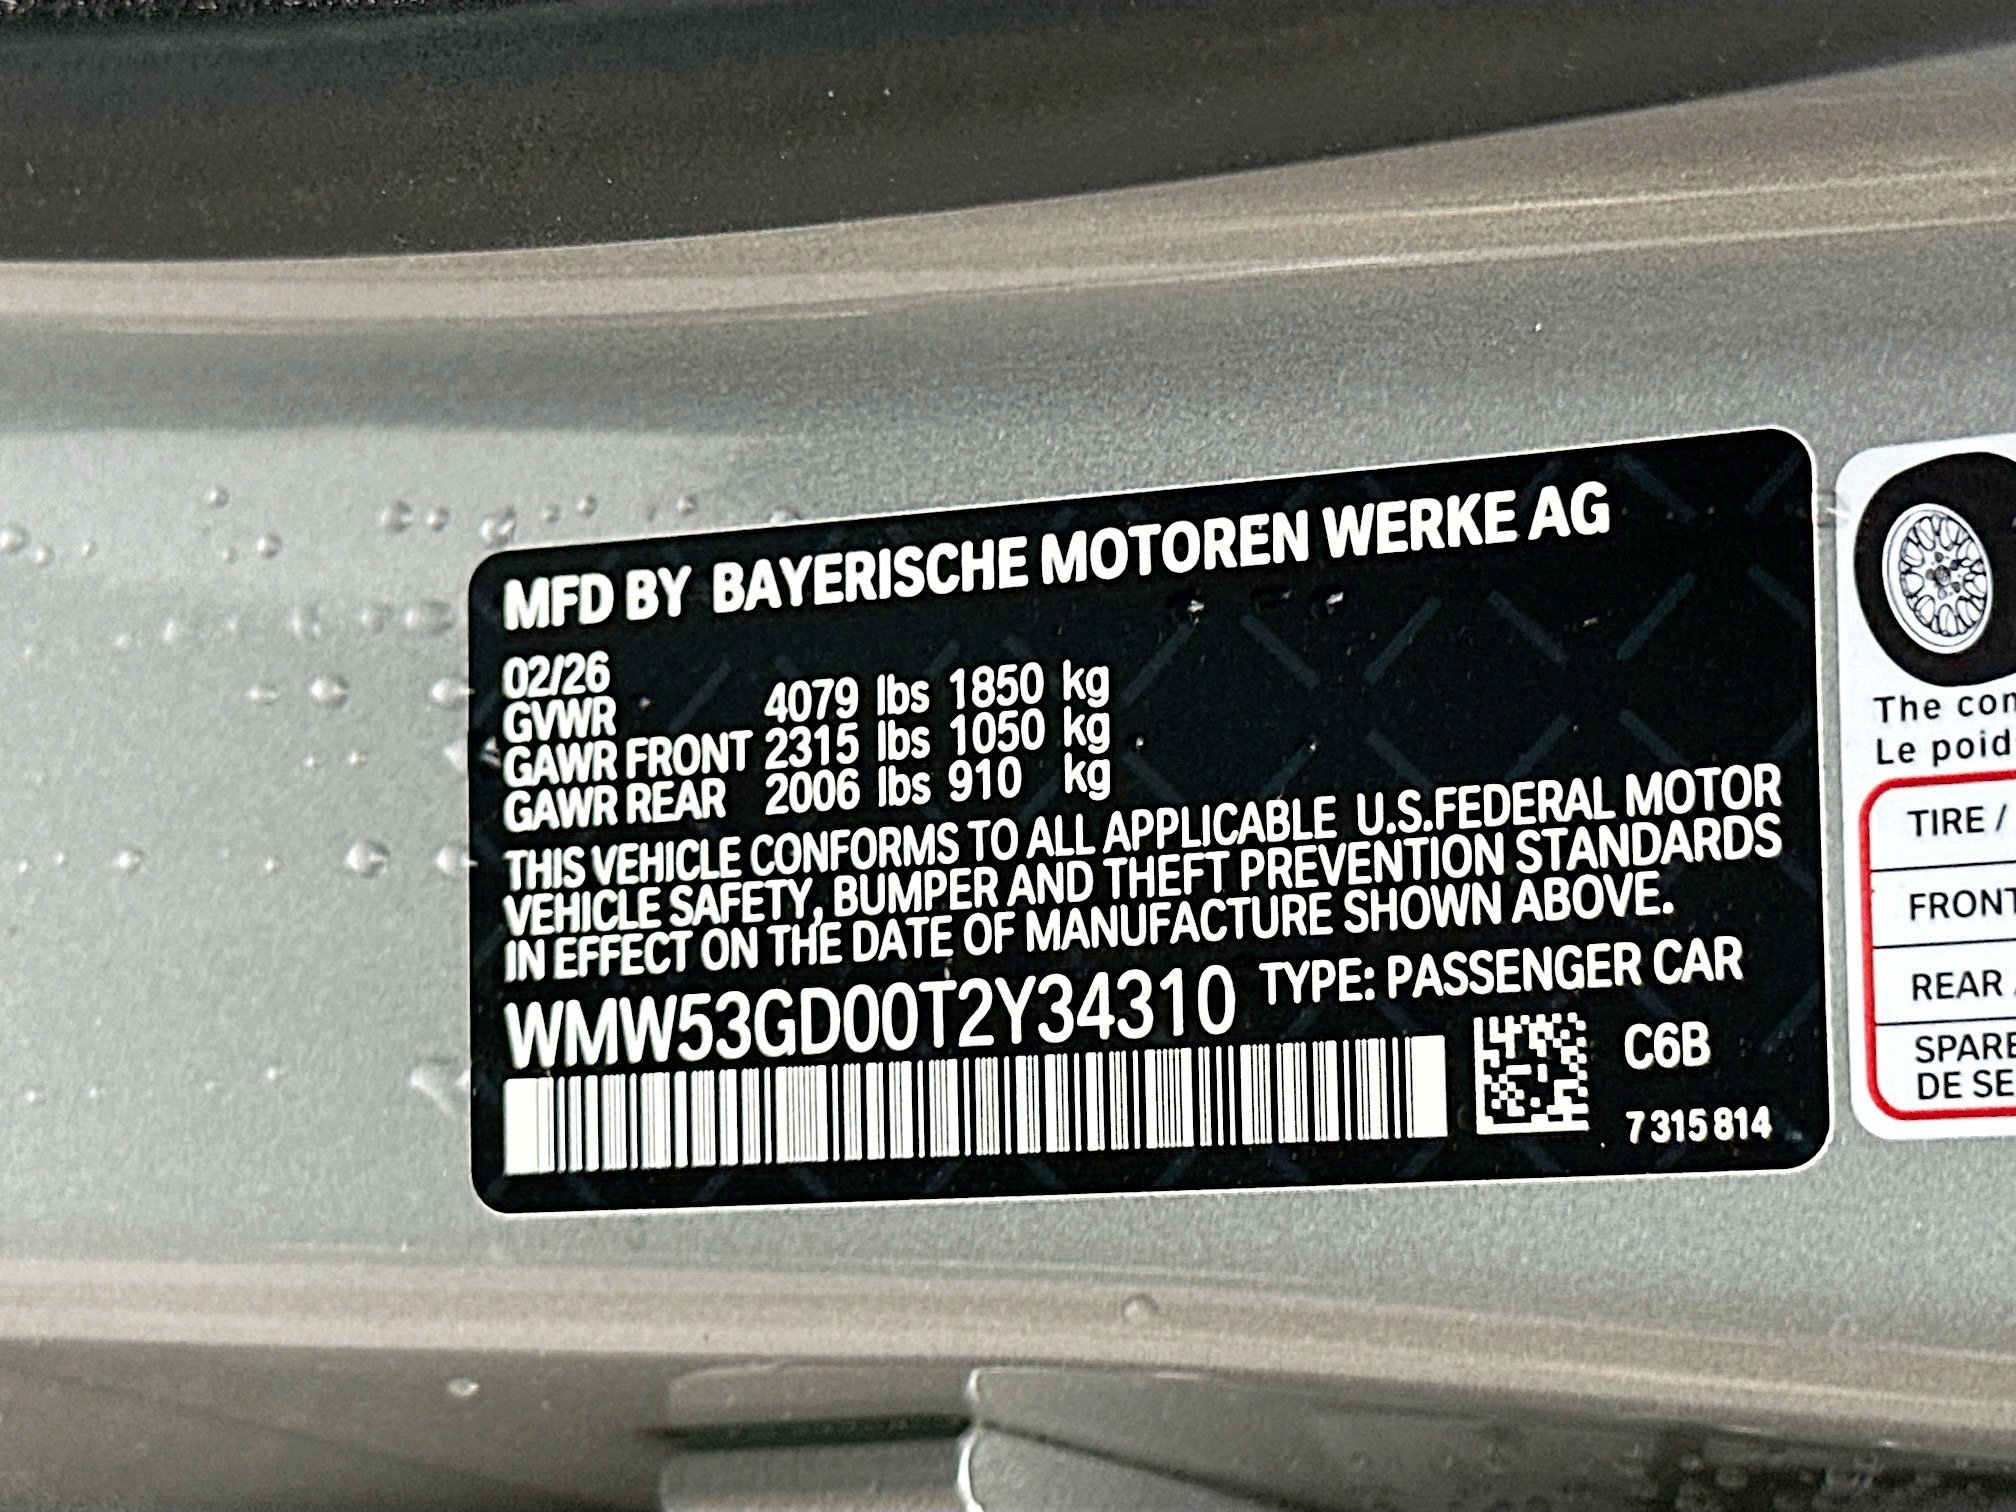 MFD BY BAYERISCHE MOTOREN WERKE AG
02/26
GVWR 4079 lbs 1850 kg
GAWR FRONT 2315 lbs 1050 kg
GAWR REAR 2006 lbs 910 kg
THIS VEHICLE CONFORMS TO ALL APPLICABLE U.S.FEDERAL MOTOR
VEHICLE SAFETY, BUMPER AND THEFT PREVENTION STANDARDS
IN EFFECT ON THE DATE OF MANUFACTURE SHOWN ABOVE.
WMW53GD00T2Y34310 TYPE: PASSENGER CAR
C6B
7 315 814
The com
Le poid
TIRE /
FRONT
REAR
SPARE
DE SE